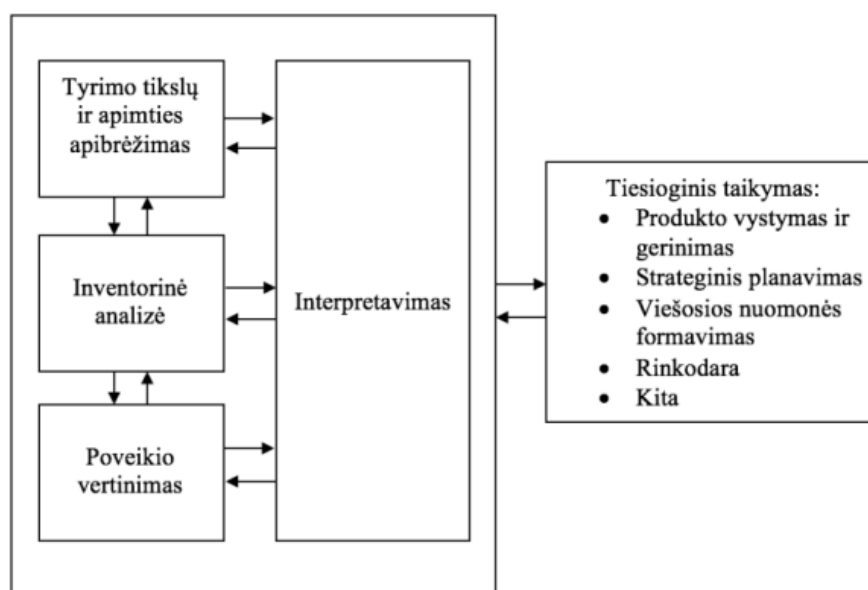 Tyrimo tikslų
ir apimties
apibrėžimas
Inventorinė
analizė
Poveikio
vertinimas
Interpretavimas
Tiesioginis taikymas:
• Produkto vystymas ir
gerinimas
• Strateginis planavimas
• Viešosios nuomonės
formavimas
• Rinkodara
• Kita